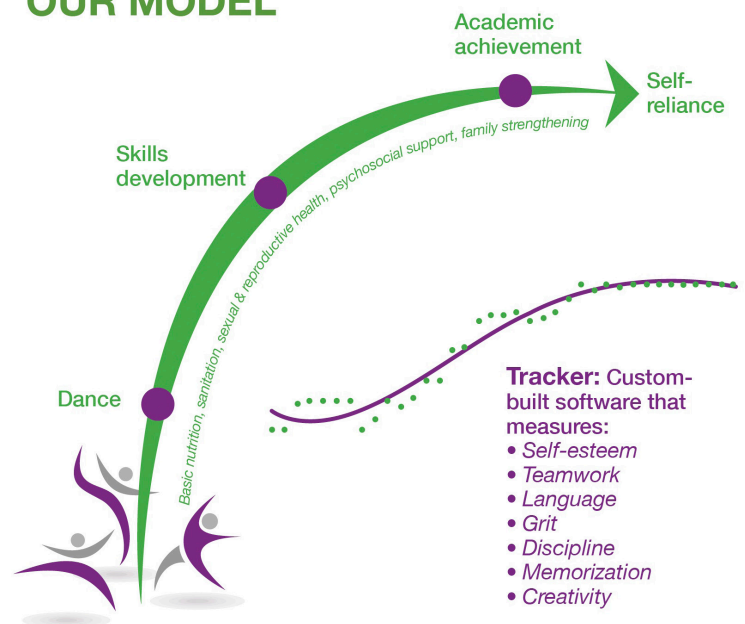 OUR MODEL
Academic
achievement
Self-
reliance
Skills
development
Basic nutrition, sanitation, sexual & reproductive health, psychosocial support, family strengthening
Dance
Tracker: Custom-
built software that
measures:
• Self-esteem
• Teamwork
• Language
• Grit
• Discipline
• Memorization
• Creativity